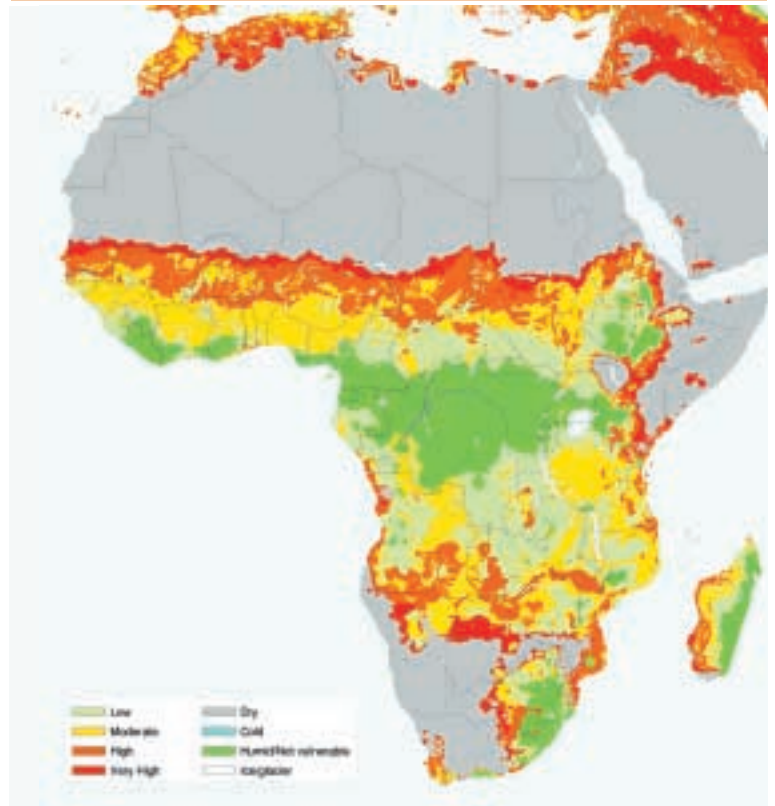 Low
Moderate
High
Very High
Dry
Cold
Humid/Not vulnerable
Ice/glacier